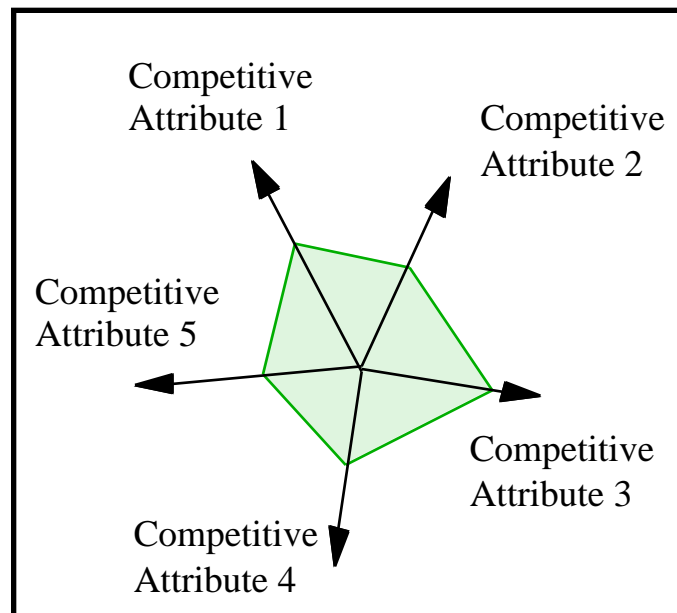 Competitive
Attribute 1
Competitive
Attribute 2
Competitive
Attribute 5
Competitive
Attribute 3
Competitive
Attribute 4